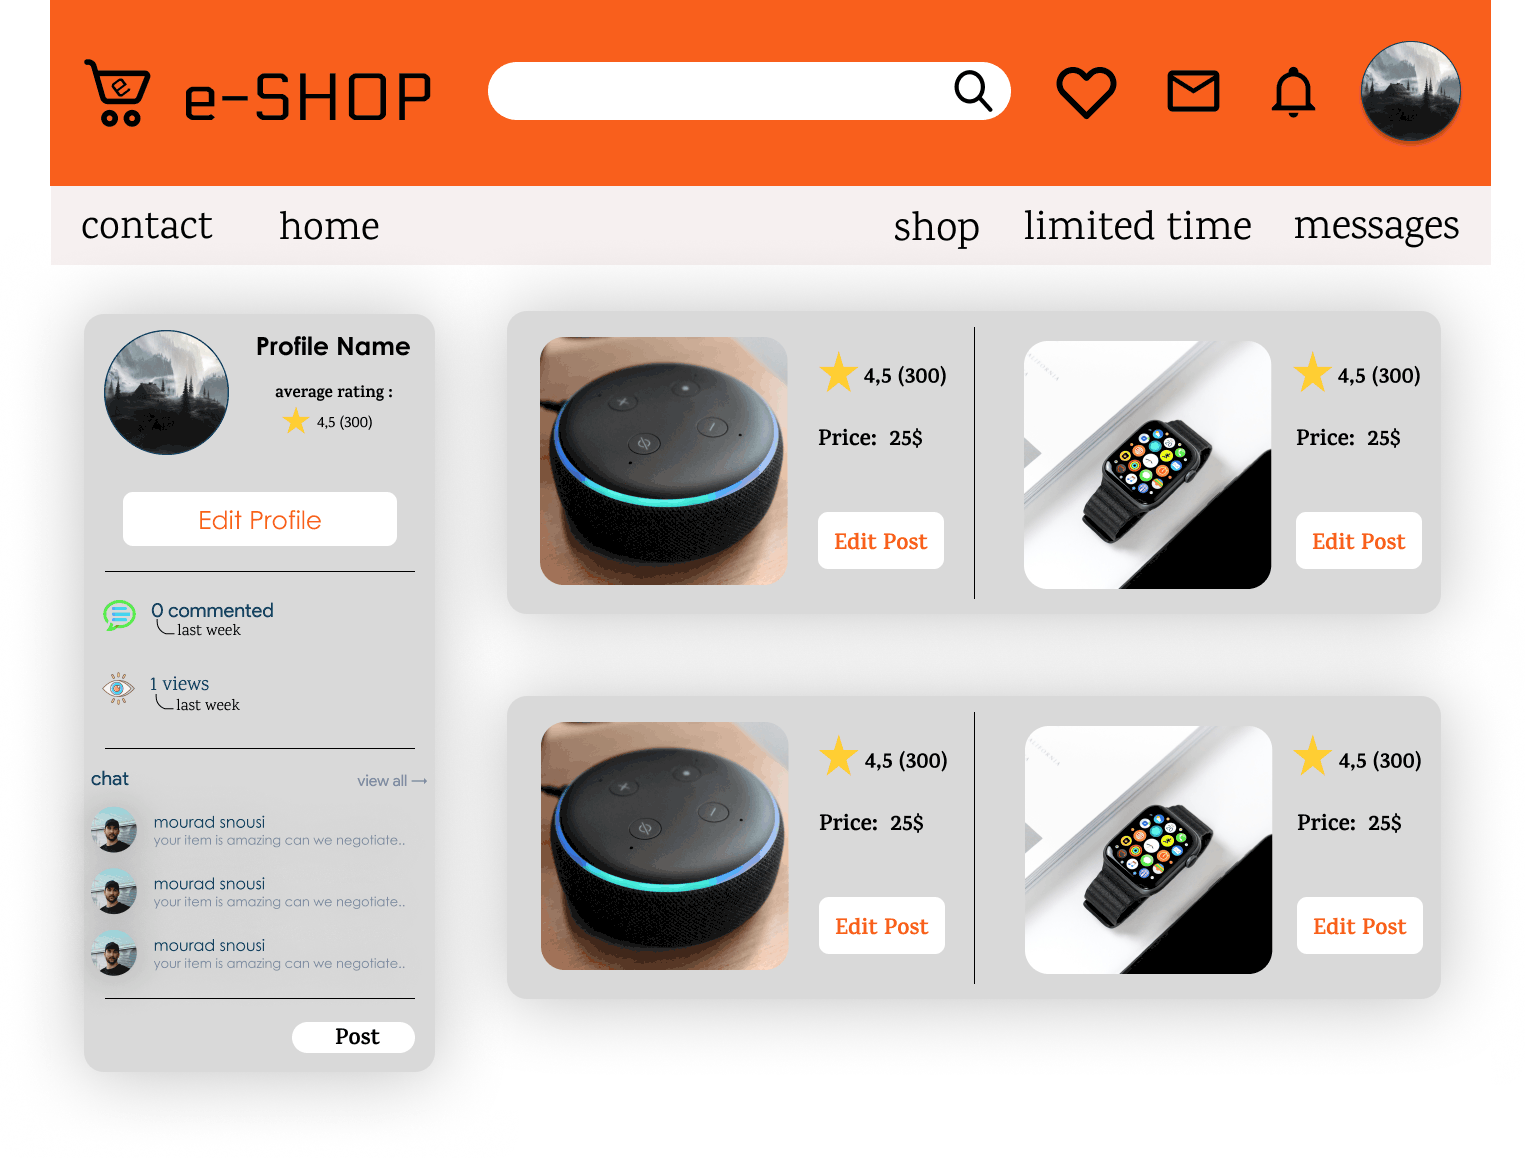 e-SHOP
contact
home
shop
limited time
messages
Profile Name
average rating :
4,5 (300)
Edit Profile
0 commented
last week
1 views
last week
chat
view all →
mourad snousi
your item is amazing can we negotiate..
mourad snousi
your item is amazing can we negotiate..
mourad snousi
your item is amazing can we negotiate..
Post
4,5 (300)
Price: 25$
Edit Post
4,5 (300)
Price: 25$
Edit Post
4,5 (300)
Price: 25$
Edit Post
4,5 (300)
Price: 25$
Edit Post